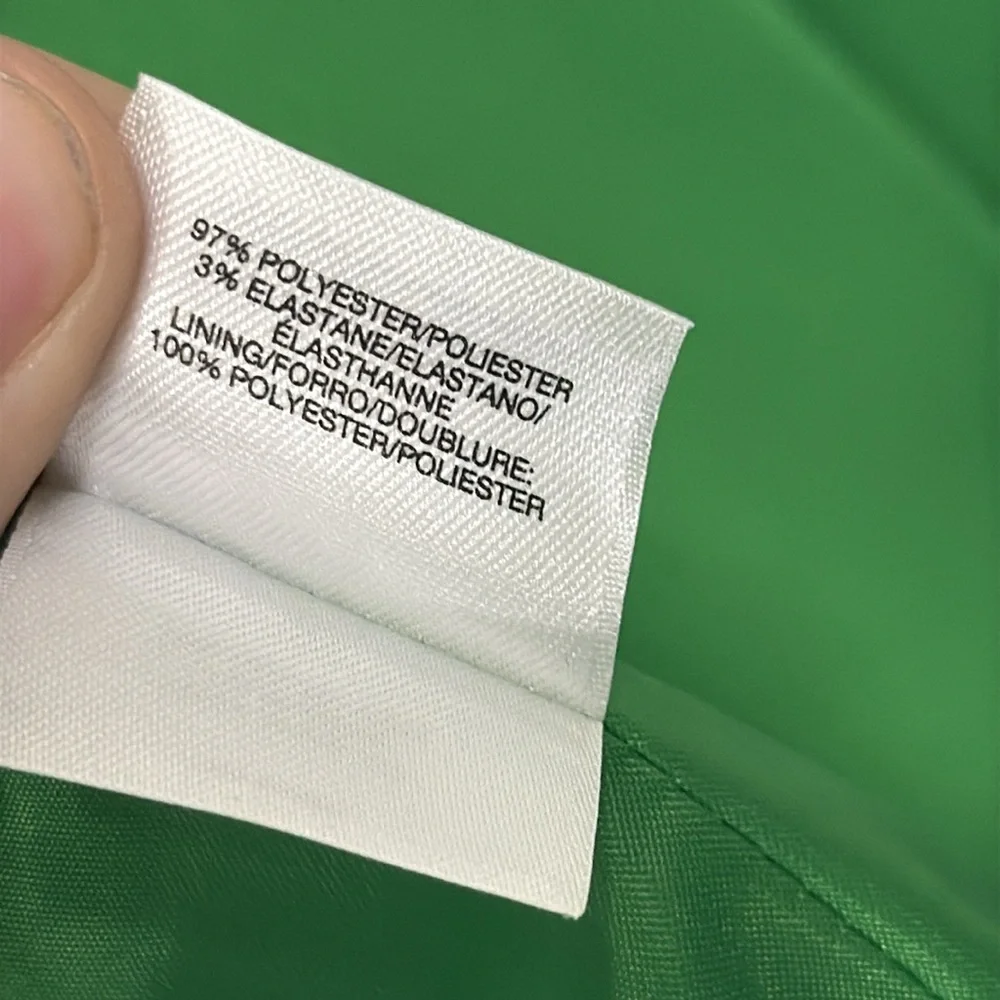 97% POLYESTER/POLIESTER
3% ELASTANE/ELASTANO/
ÉLASTHANNE
LINING/FORRO/DOUBLURE:
100% POLYESTER/POLIESTER